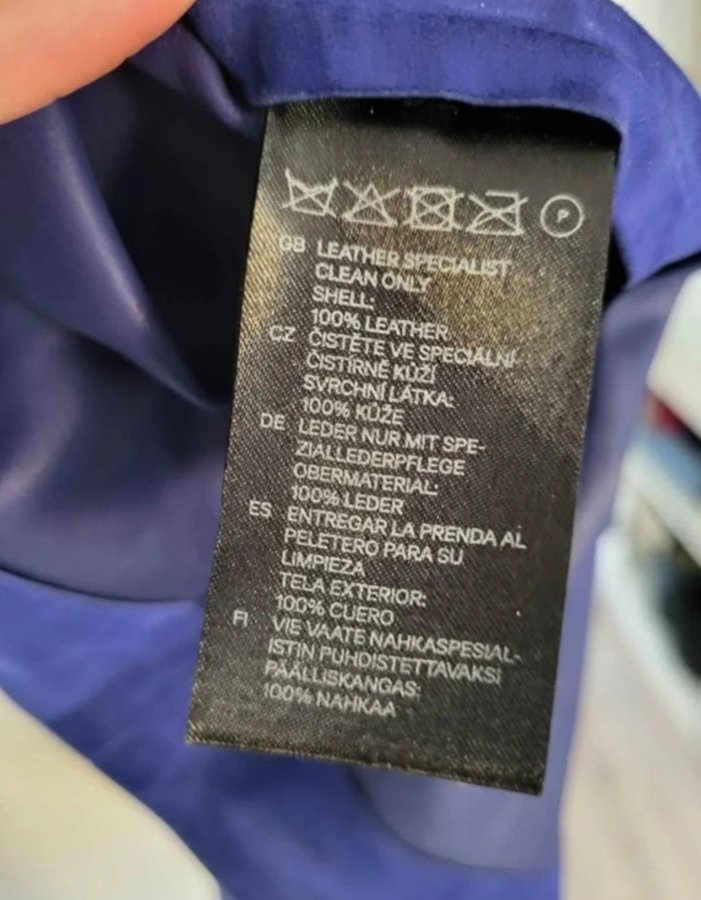 P
GB LEATHER SPECIALIST
CLEAN ONLY
SHELL:
100% LEATHER
CZ ČISTĚTE VE SPECIÁLNÍ
ČISTÍRNĚ KŮŽÍ
SVRCHNÍ LÁTKA:
100% KŮŽE
DE LEDER NUR MIT SPE-
ZIALLEDERPFLEGE
OBERMATERIAL:
100% LEDER
ES ENTREGAR LA PRENDA AL
PELETERO PARA SU
LIMPIEZA
TELA EXTERIOR:
100% CUERO
FI VIE VAATE NAHKASPESIAL-
ISTIN PUHDISTETTAVAKSI
PÄÄLLISKANGAS:
100% NAHKAA